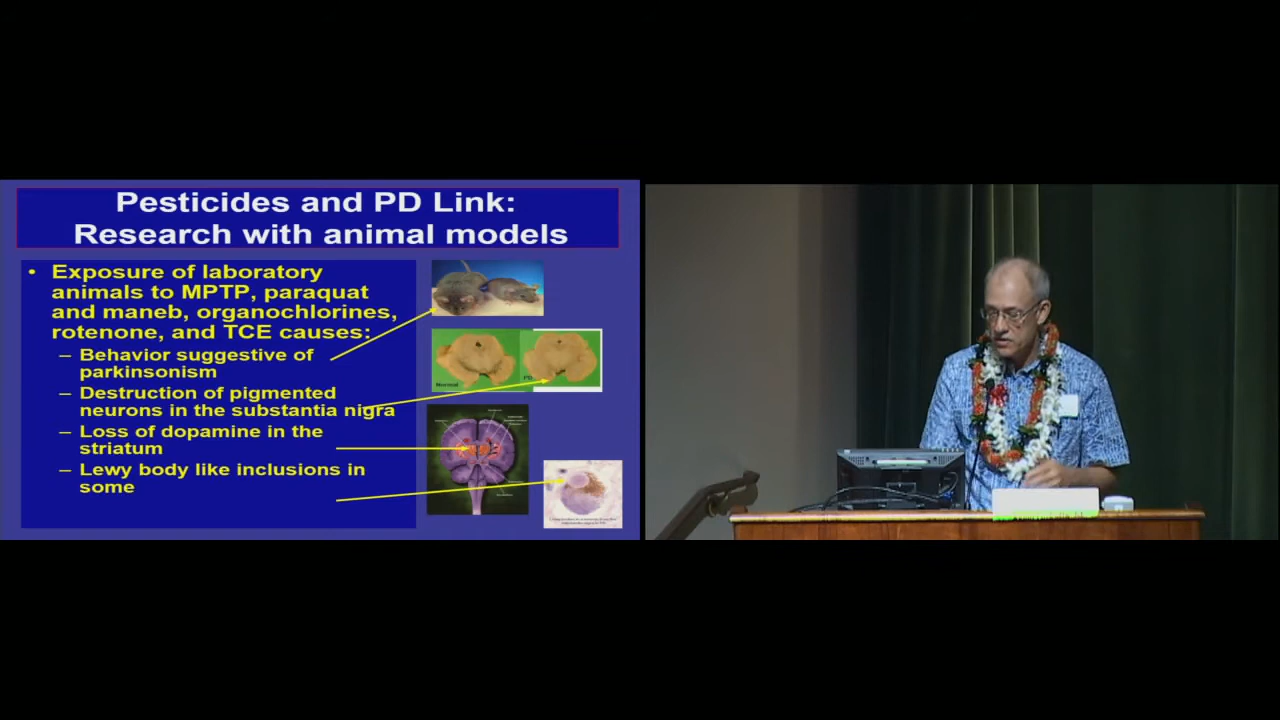 Pesticides and PD Link:
Research with animal models
• Exposure of laboratory
animals to MPTP, paraquat
and maneb, organochlorines,
rotenone, and TCE causes:
– Behavior suggestive of
parkinsonism
– Destruction of pigmented
neurons in the substantia nigra
– Loss of dopamine in the
striatum
– Lewy body like inclusions in
some
Normal
PD